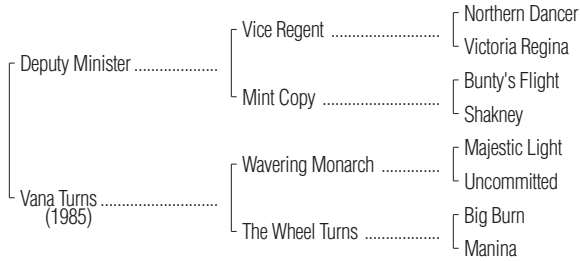 Northern Dancer
Vice Regent ........................
Victoria Regina
Deputy Minister ....................
Bunty's Flight
Mint Copy ..........................
Shakney
Majestic Light
Wavering Monarch .............
Uncommitted
Vana Turns ..........................
(1985)
Big Burn
The Wheel Turns .................
Manina